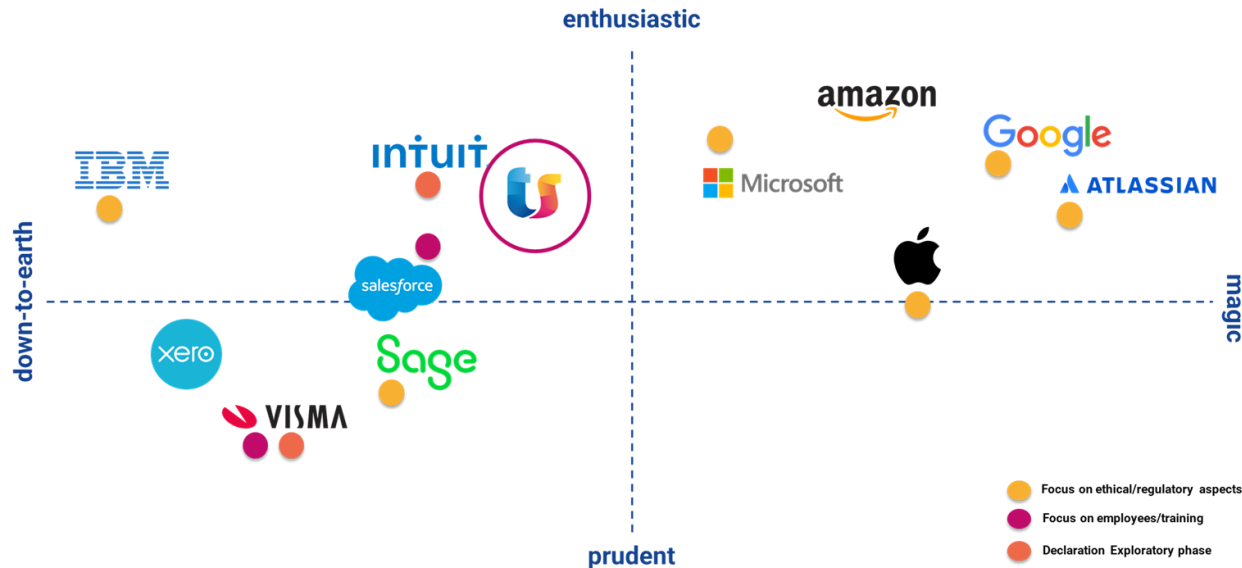 enthusiastic
amazon
Google
intuit
IBM
ts
Microsoft
ATLASSIAN
down-to-earth
salesforce
magic
xero
Sage
VISMA
Focus on ethical/regulatory aspects
Focus on employees/training
Declaration Exploratory phase
prudent